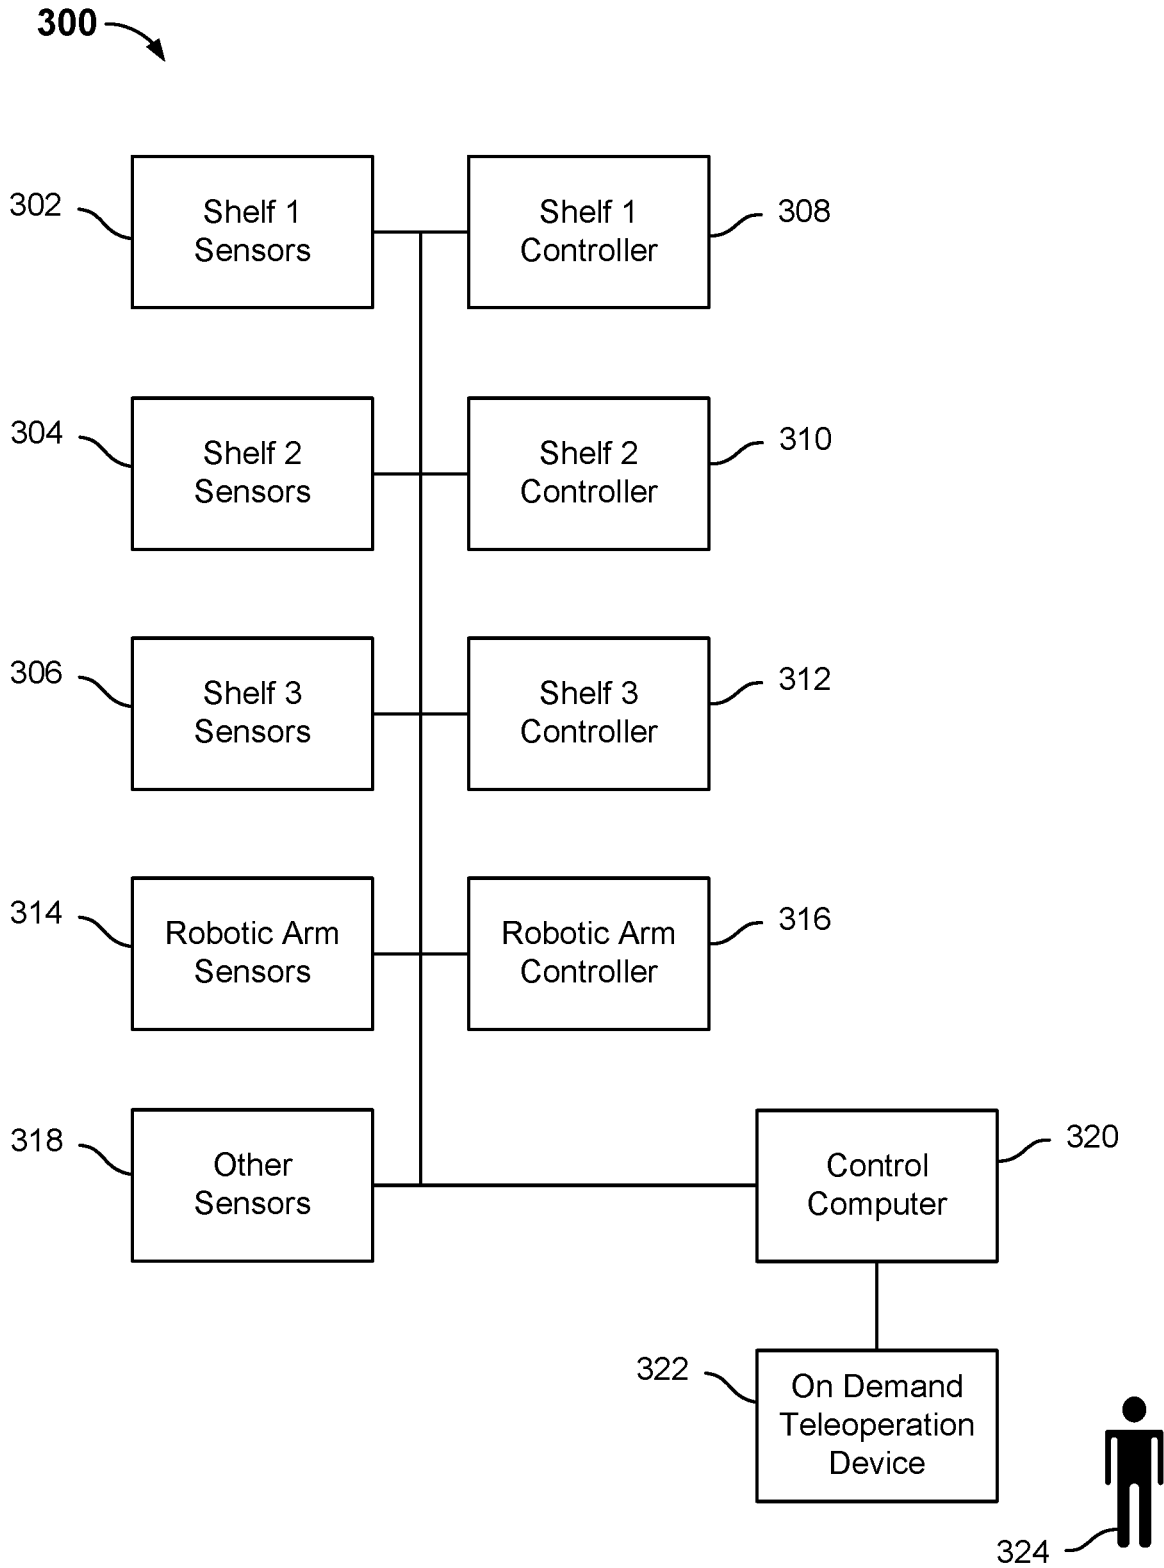 300
302
Shelf 1
Sensors
Shelf 1
Controller
308
304
Shelf 2
Sensors
Shelf 2
Controller
310
306
Shelf 3
Sensors
Shelf 3
Controller
312
314
Robotic Arm
Sensors
Robotic Arm
Controller
316
318
Other
Sensors
Control
Computer
320
322
On Demand
Teleoperation
Device
324